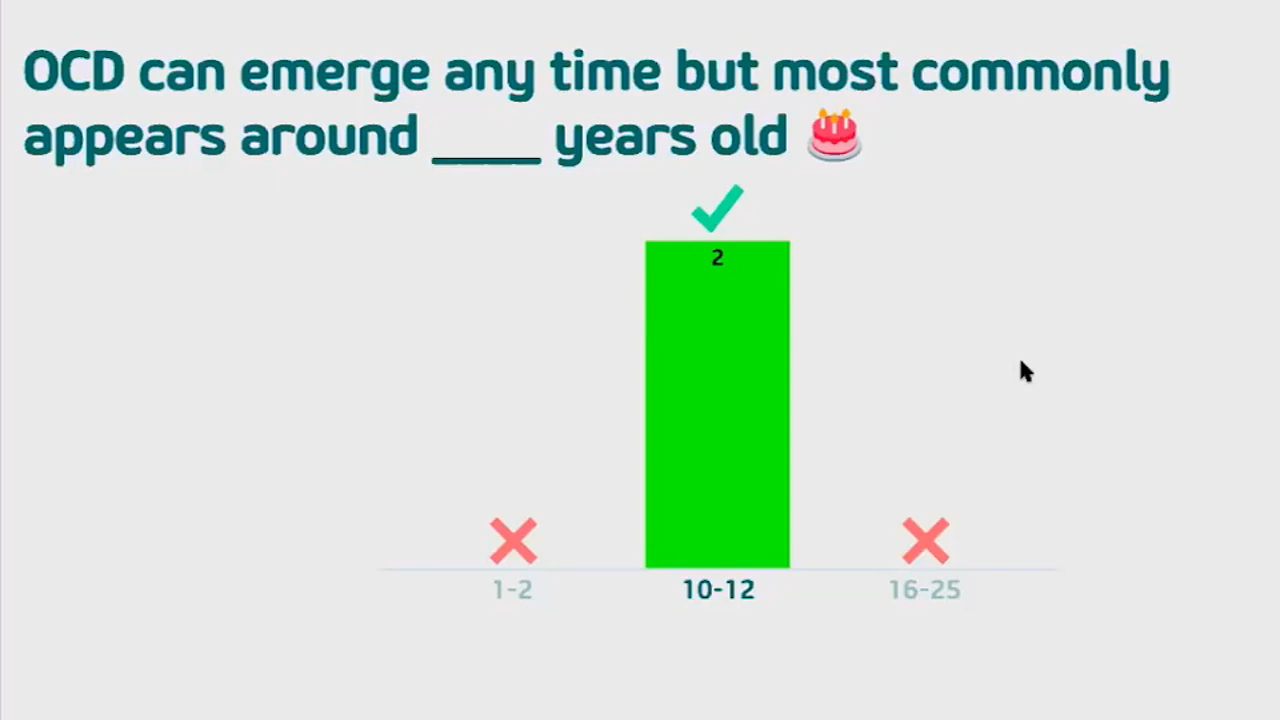 OCD can emerge any time but most commonly
appears around ____ years old 🎂
2
1-2
10-12
16-25